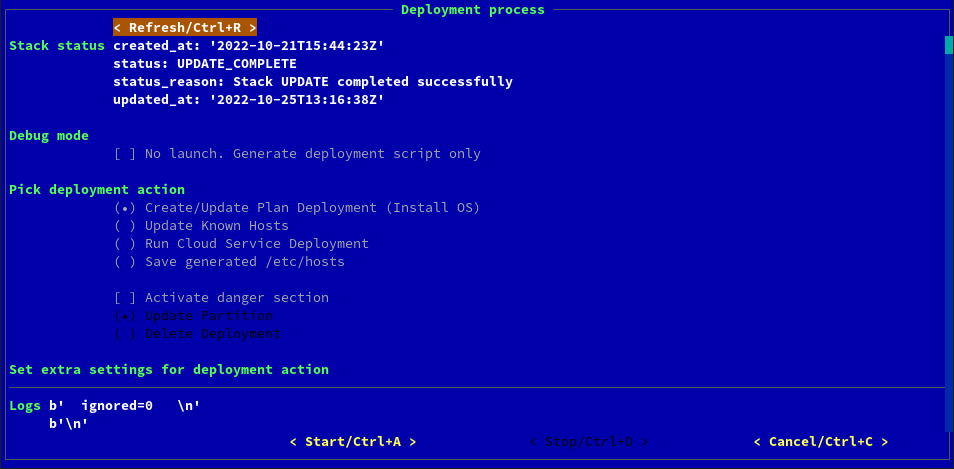 Deployment process
< Refresh/Ctrl+R >
Stack status created_at: '2022-10-21T15:44:23Z'
status: UPDATE_COMPLETE
status_reason: Stack UPDATE completed successfully
updated_at: '2022-10-25T13:16:38Z'
Debug mode
[ ] No launch. Generate deployment script only
Pick deployment action
(•) Create/Update Plan Deployment (Install OS)
( ) Update Known Hosts
( ) Run Cloud Service Deployment
( ) Save generated /etc/hosts
[ ] Activate danger section
(•) Update Partition
( ) Delete Deployment
Set extra settings for deployment action
Logs b'  ignored=0   \n'
b'\n'
< Start/Ctrl+A > < Stop/Ctrl+D > < Cancel/Ctrl+C >